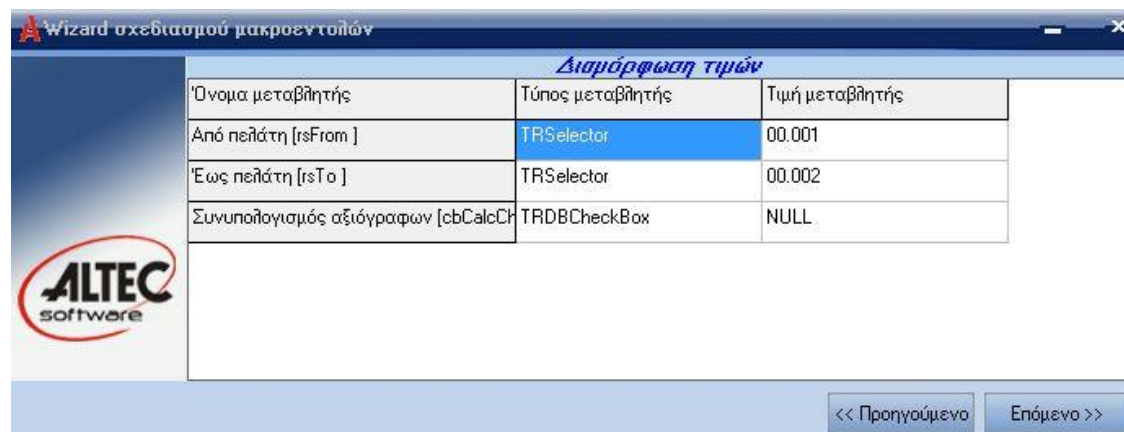 Wizard σχεδιασμού μακροεντολών
Διαμόρφωση τιμών
Όνομα μεταβλητής Τύπος μεταβλητής Τιμή μεταβλητής
Από πελάτη [rsFrom ] TRSelector 00.001
Έως πελάτη [rsTo ] TRSelector 00.002
Συνυπολογισμός αξιόγραφων [cbCalcCh TRDBCheckBox NULL
ALTEC
software
<< Προηγούμενο Επόμενο >>